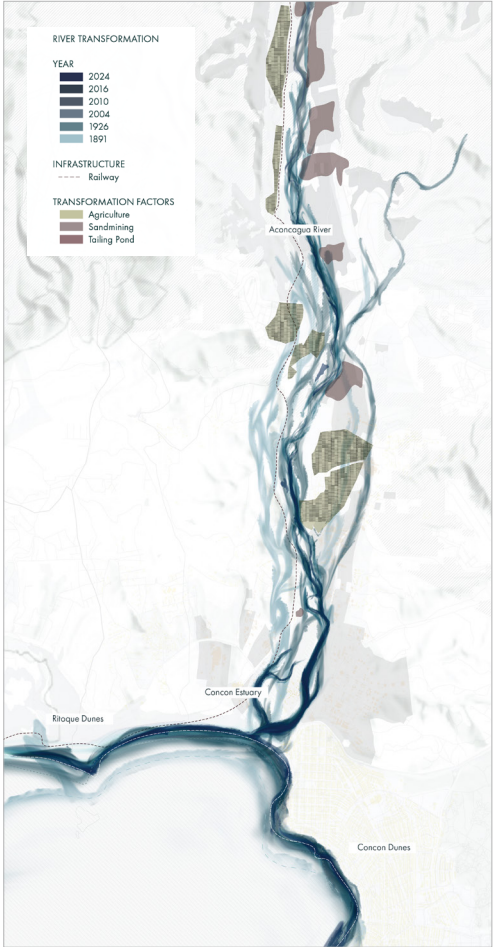 RIVER TRANSFORMATION
YEAR
2024
2016
2010
2004
1926
1891
INFRASTRUCTURE
Railway
TRANSFORMATION FACTORS
Agriculture
Sandmining
Tailing Pond
Aconcagua River
Concon Estuary
Ritoque Dunes
Concon Dunes